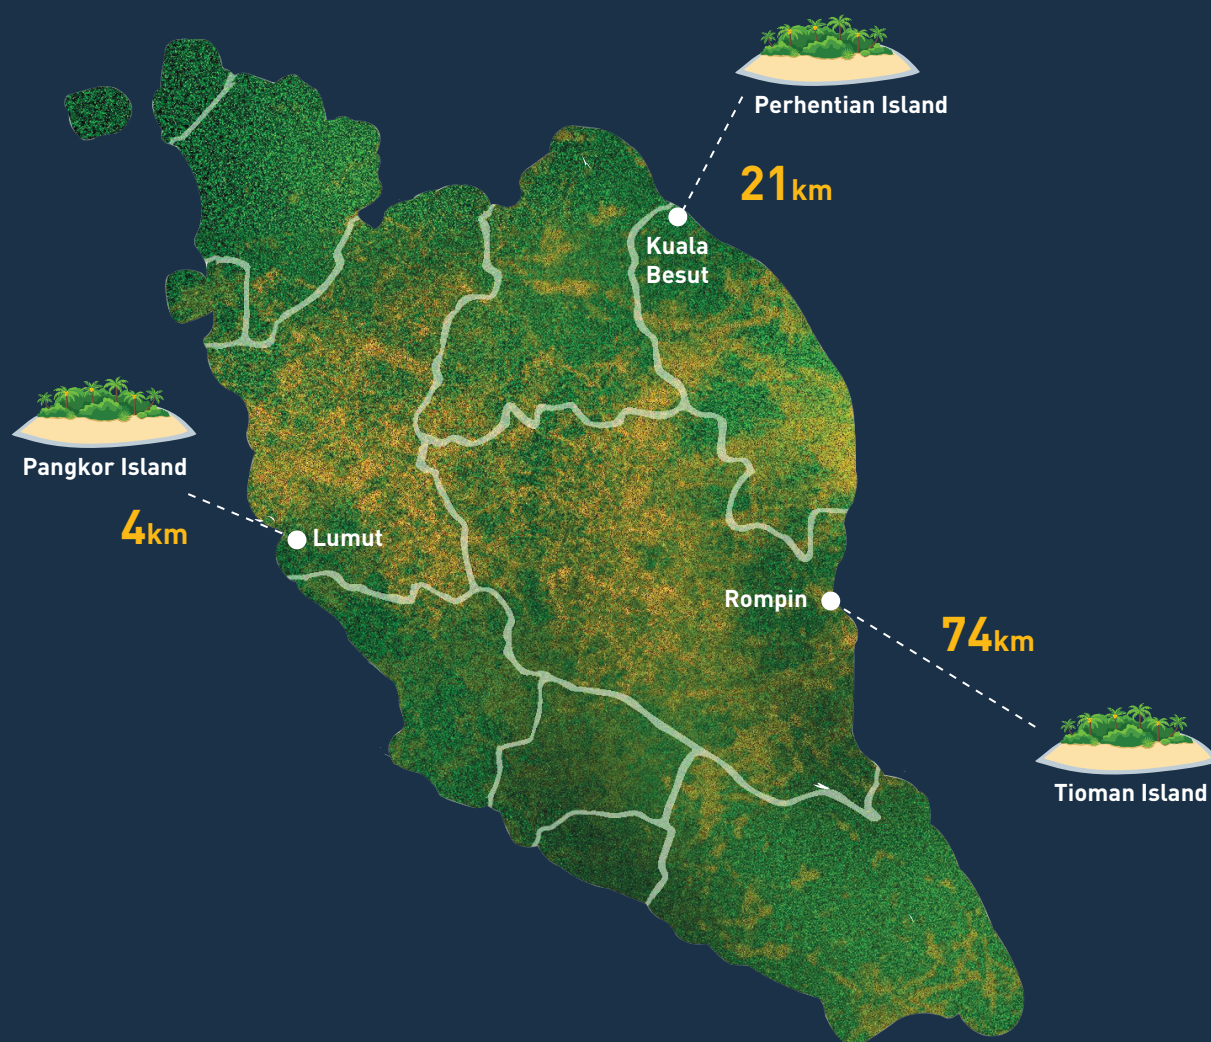 Perhentian Island
21km
Kuala
Besut
Pangkor Island
4km
Lumut
Rompin
74km
Tioman Island